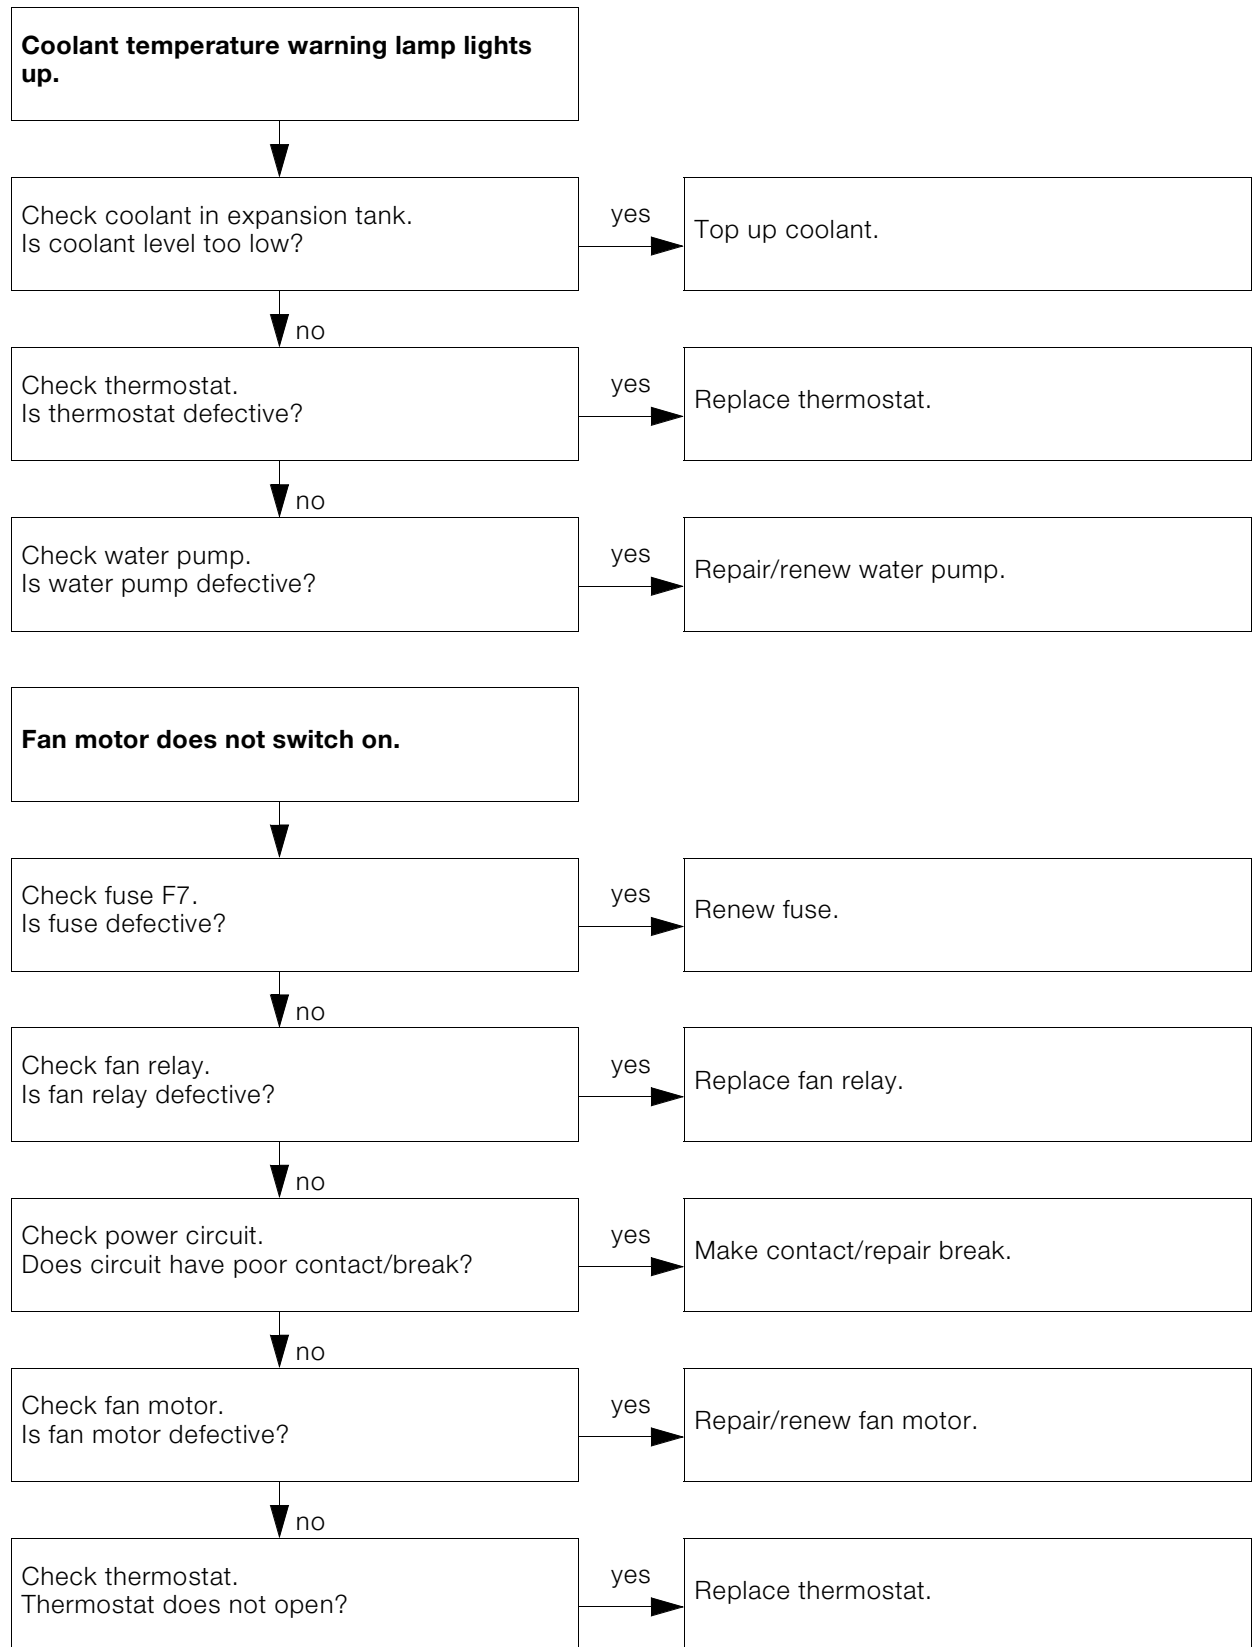 Coolant temperature warning lamp lights
up.
Check coolant in expansion tank.
Is coolant level too low?
yes
Top up coolant.
no
Check thermostat.
Is thermostat defective?
yes
Replace thermostat.
no
Check water pump.
Is water pump defective?
yes
Repair/renew water pump.
Fan motor does not switch on.
Check fuse F7.
Is fuse defective?
yes
Renew fuse.
no
Check fan relay.
Is fan relay defective?
yes
Replace fan relay.
no
Check power circuit.
Does circuit have poor contact/break?
yes
Make contact/repair break.
no
Check fan motor.
Is fan motor defective?
yes
Repair/renew fan motor.
no
Check thermostat.
Thermostat does not open?
yes
Replace thermostat.